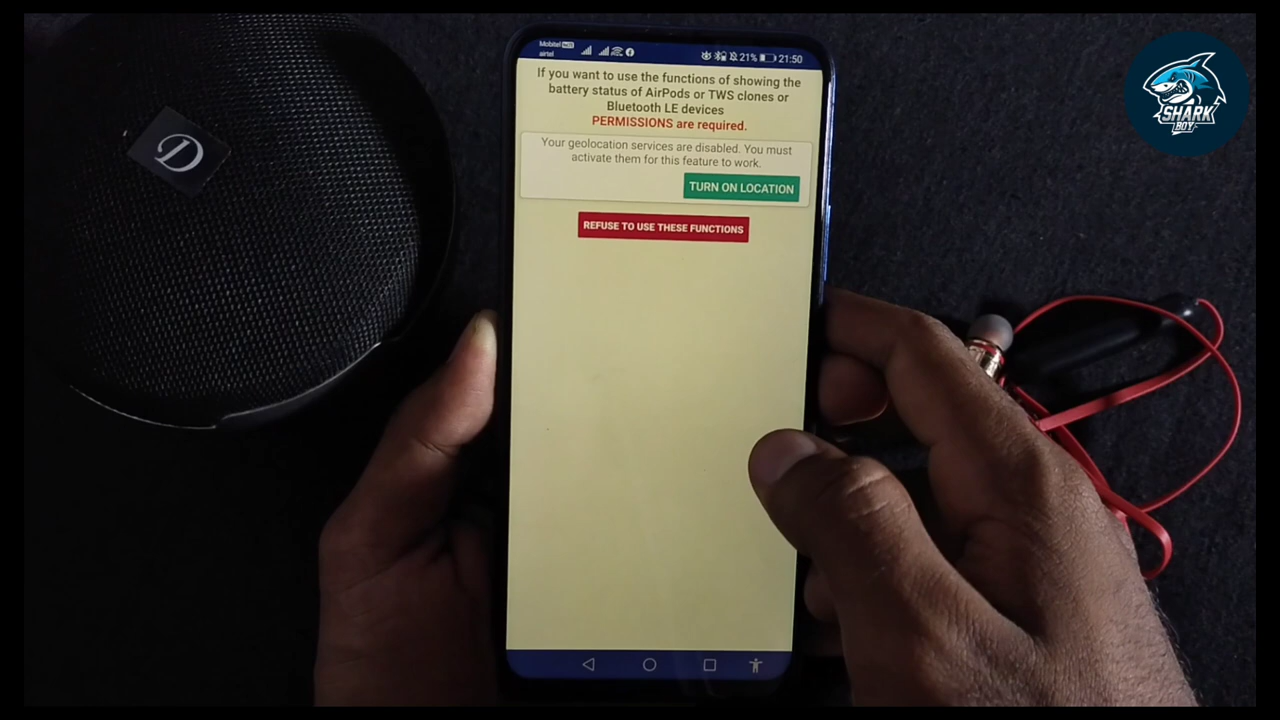 Mobitel
airtel
21% 21:50
If you want to use the functions of showing the
battery status of AirPods or TWS clones or
Bluetooth LE devices
PERMISSIONS are required.
Your geolocation services are disabled. You must
activate them for this feature to work.
TURN ON LOCATION
REFUSE TO USE THESE FUNCTIONS
D
SHARK
BOY